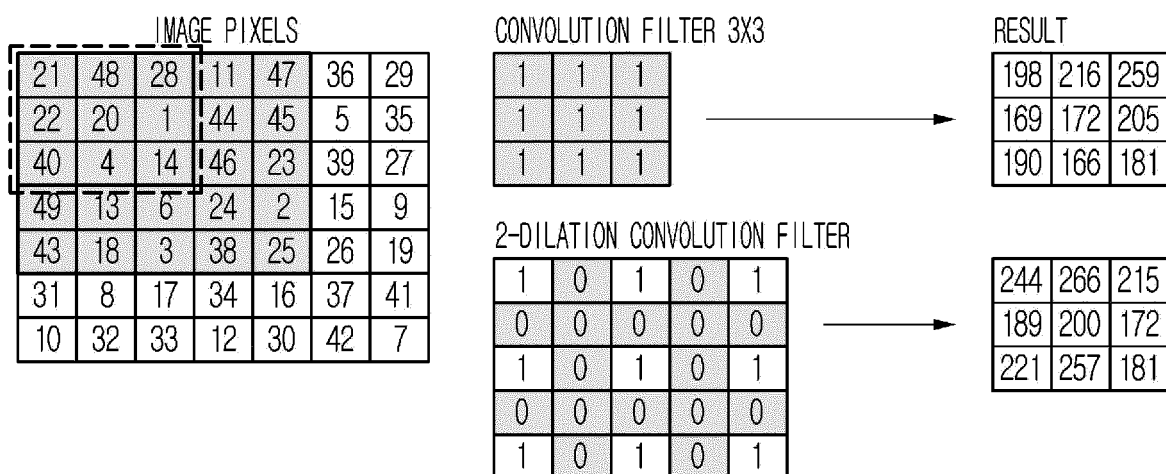 IMAGE PIXELS
21 48 28 11 47 36 29
22 20 1 44 45 5 35
40 4 14 46 23 39 27
49 13 6 24 2 15 9
43 18 3 38 25 26 19
31 8 17 34 16 37 41
10 32 33 12 30 42 7
CONVOLUTION FILTER 3X3
1 1 1
1 1 1
1 1 1
RESULT
198 216 259
169 172 205
190 166 181
2-DILATION CONVOLUTION FILTER
1 0 1 0 1
0 0 0 0 0
1 0 1 0 1
0 0 0 0 0
1 0 1 0 1
244 266 215
189 200 172
221 257 181